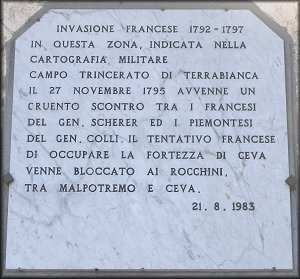 INVASIONE FRANCESE 1792-1797
IN QUESTA ZONA, INDICATA NELLA
CARTOGRAFIA MILITARE
CAMPO TRINCERATO DI TERRABIANCA
IL 27 NOVEMBRE 1795 AVVENNE UN
CRUENTO SCONTRO TRA I FRANCESI
DEL GEN. SCHERER ED I PIEMONTESI
DEL GEN. COLLI. IL TENTATIVO FRANCESE
DI OCCUPARE LA FORTEZZA DI CEVA
VENNE BLOCCATO AI ROCCHINI,
TRA MALPOTREMO E CEVA.
21. 8. 1983